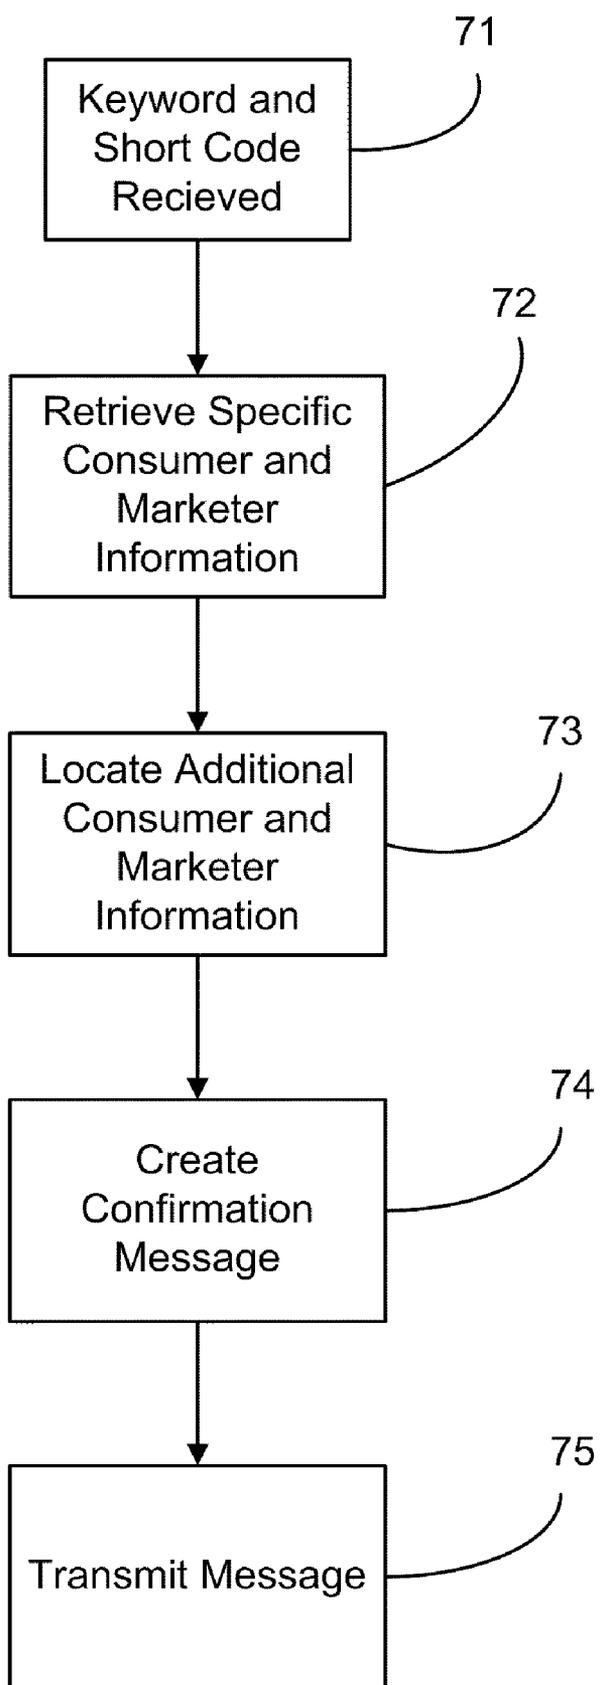 71
Keyword and
Short Code
Recieved
72
Retrieve Specific
Consumer and
Marketer
Information
73
Locate Additional
Consumer and
Marketer
Information
74
Create
Confirmation
Message
75
Transmit Message